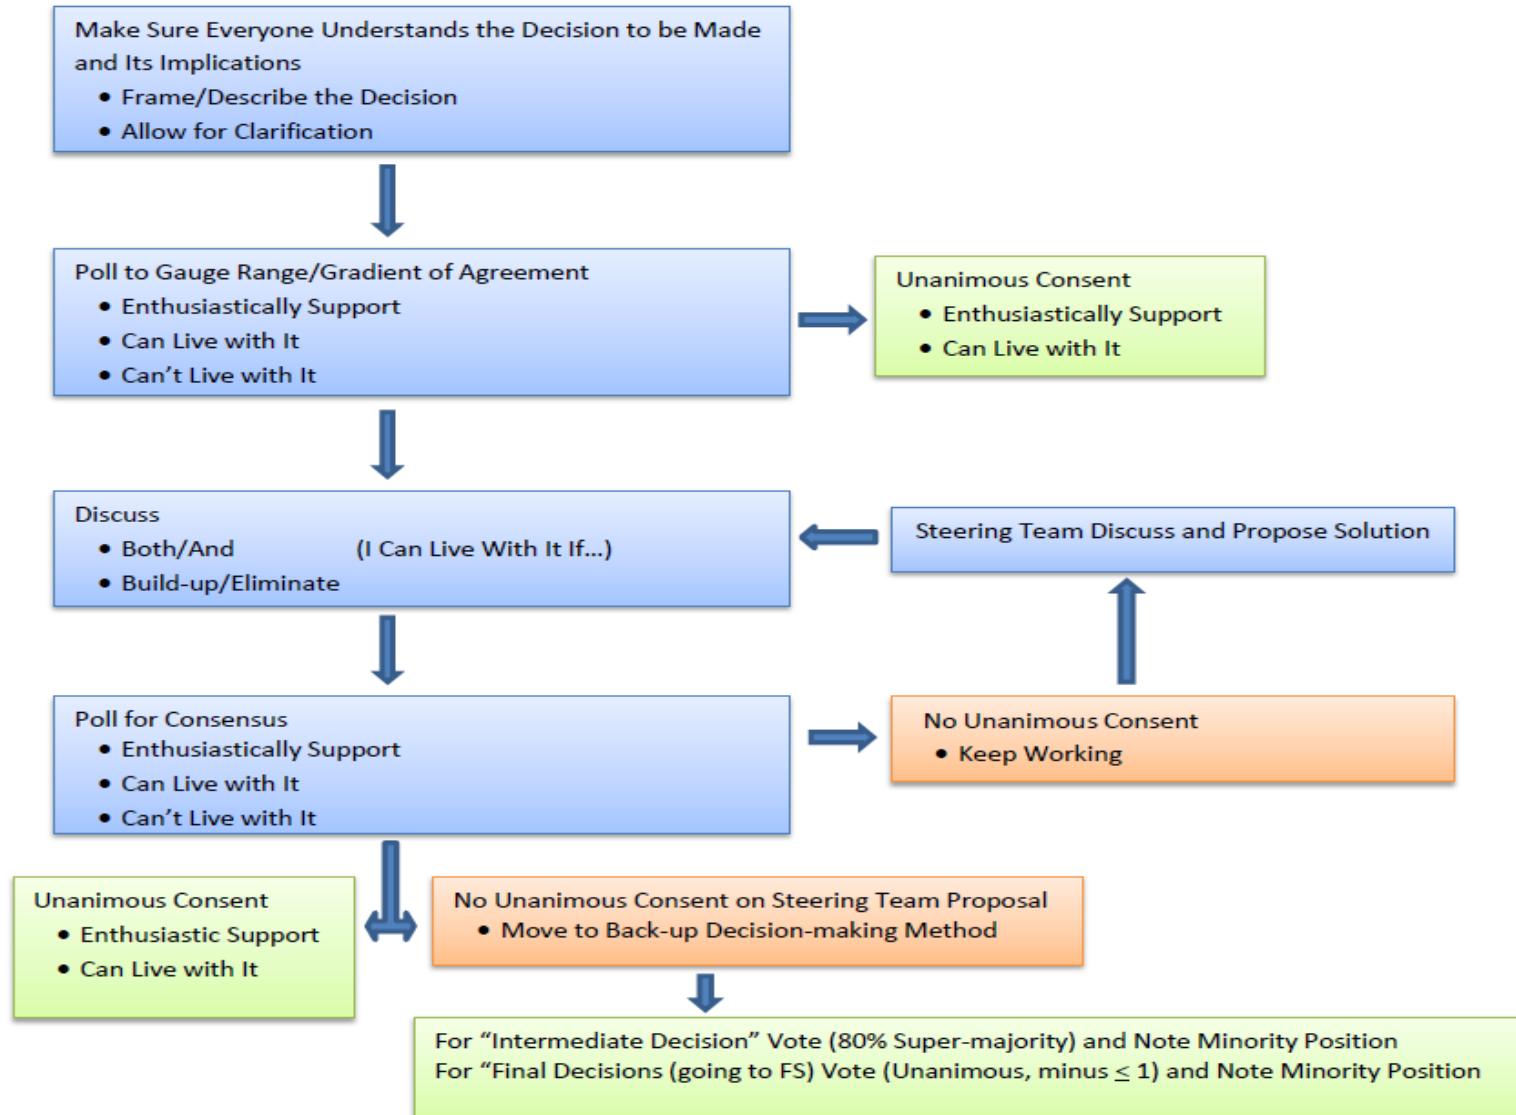 Make Sure Everyone Understands the Decision to be Made
and Its Implications
• Frame/Describe the Decision
• Allow for Clarification
Poll to Gauge Range/Gradient of Agreement
• Enthusiastically Support
• Can Live with It
• Can't Live with It
Unanimous Consent
• Enthusiastically Support
• Can Live with It
Discuss
• Both/And (I Can Live With It If...)
• Build-up/Eliminate
Steering Team Discuss and Propose Solution
Poll for Consensus
• Enthusiastically Support
• Can Live with It
• Can't Live with It
No Unanimous Consent
• Keep Working
Unanimous Consent
• Enthusiastic Support
• Can Live with It
No Unanimous Consent on Steering Team Proposal
• Move to Back-up Decision-making Method
For “Intermediate Decision” Vote (80% Super-majority) and Note Minority Position
For “Final Decisions (going to FS) Vote (Unanimous, minus ≤ 1) and Note Minority Position